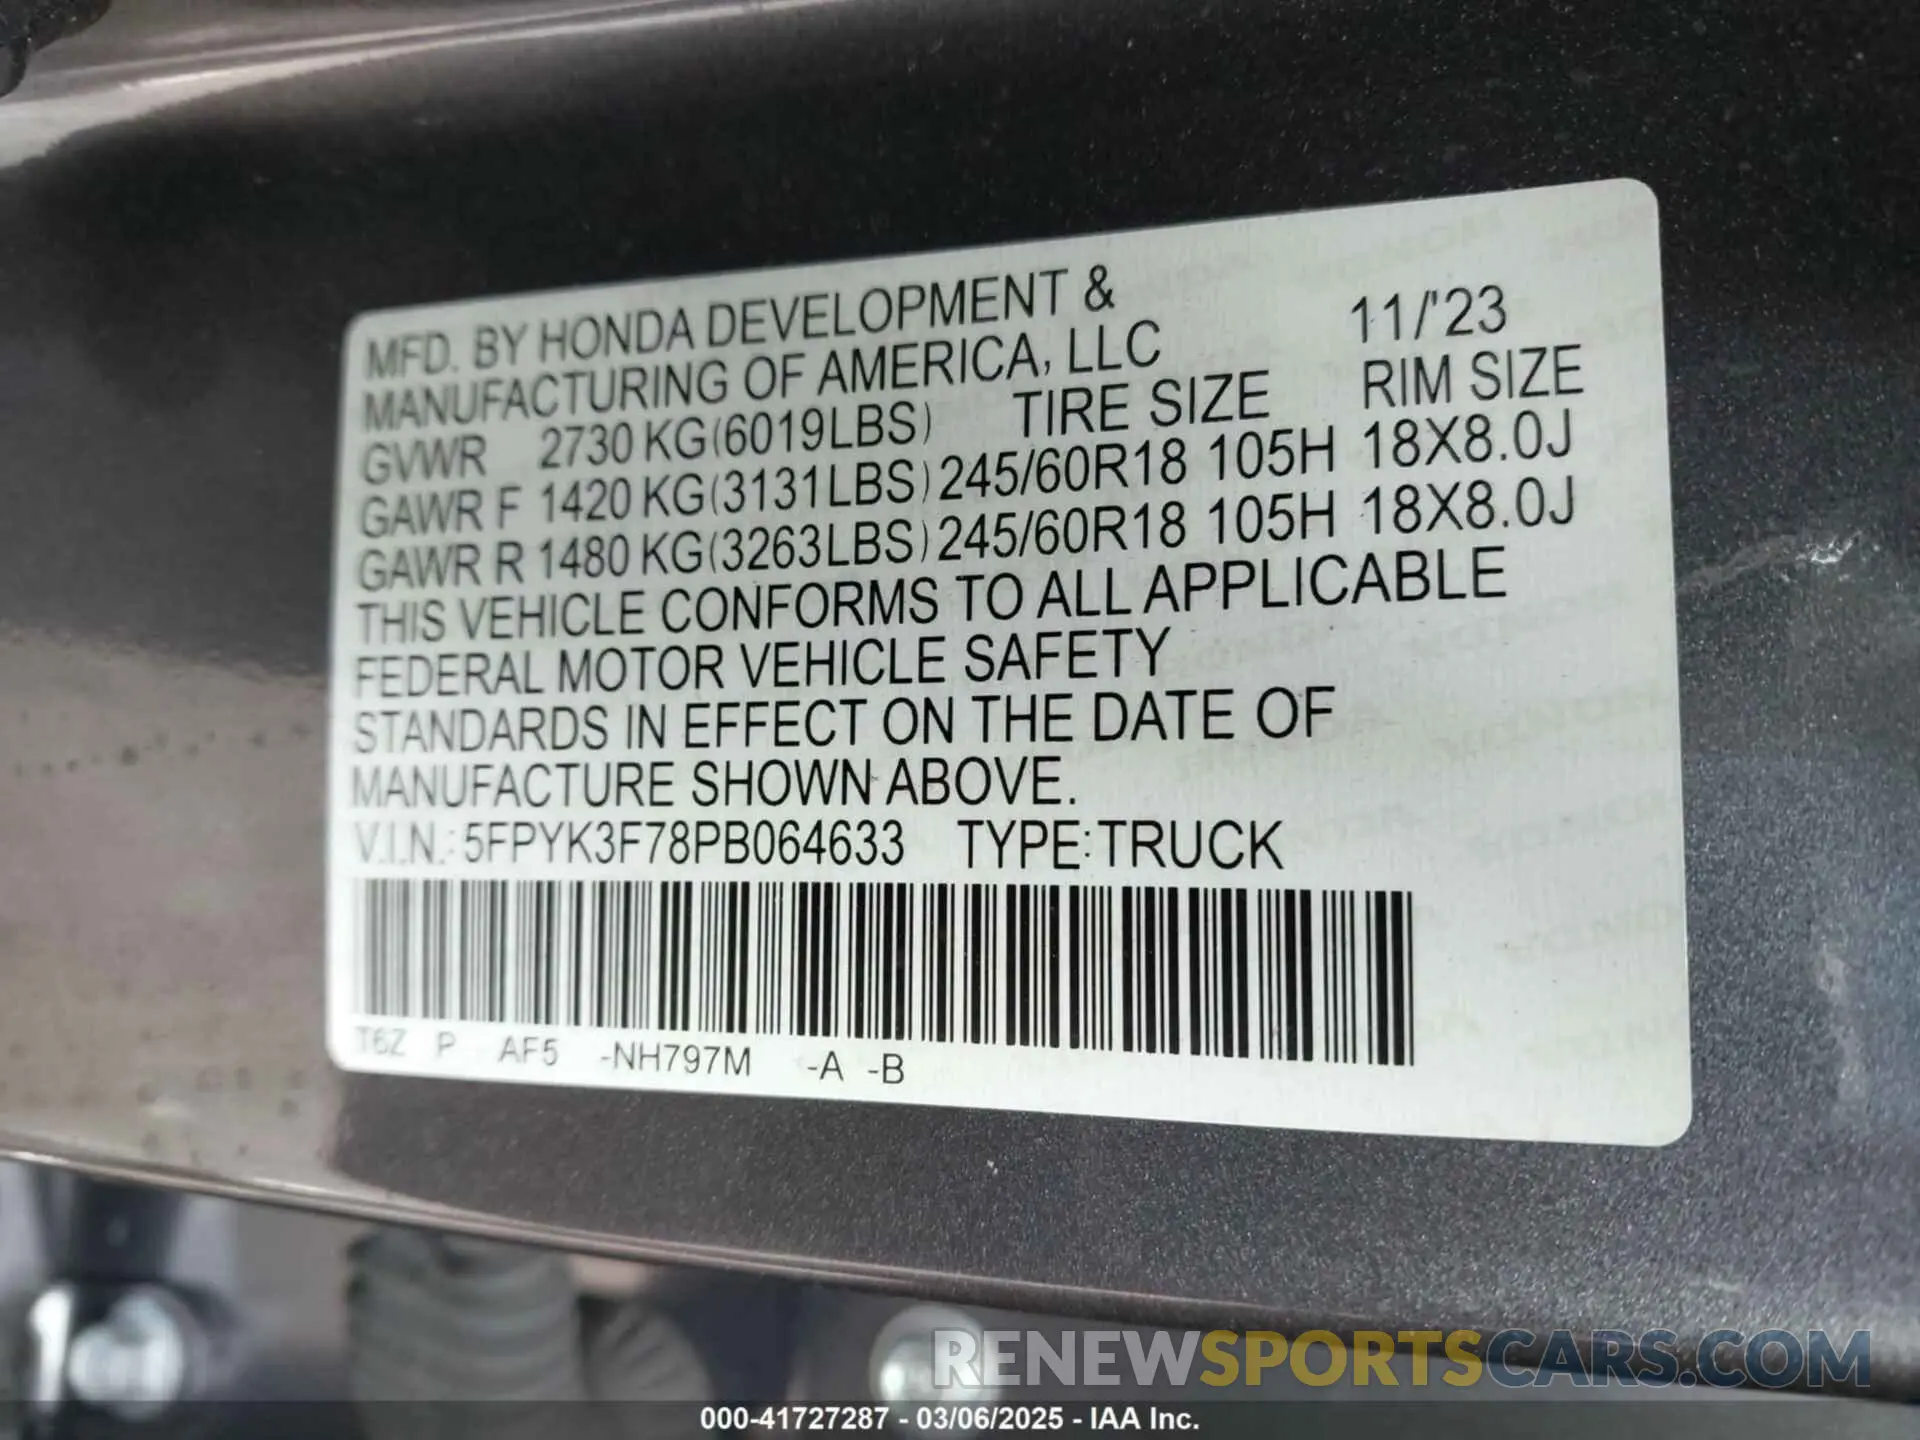 MFD. BY HONDA DEVELOPMENT &
MANUFACTURING OF AMERICA, LLC 11/'23
GVWR 2730 KG(6019LBS) TIRE SIZE RIM SIZE
GAWR F 1420 KG(3131LBS) 245/60R18 105H 18X8.0J
GAWR R 1480 KG(3263LBS) 245/60R18 105H 18X8.0J
THIS VEHICLE CONFORMS TO ALL APPLICABLE
FEDERAL MOTOR VEHICLE SAFETY
STANDARDS IN EFFECT ON THE DATE OF
MANUFACTURE SHOWN ABOVE.
V.I.N.: 5FPYK3F78PB064633 TYPE:TRUCK
T6Z P AF5 -NH797M -A -B
RENEWSPORTSCARS.COM
000-41727287 - 03/06/2025 - IAA Inc.